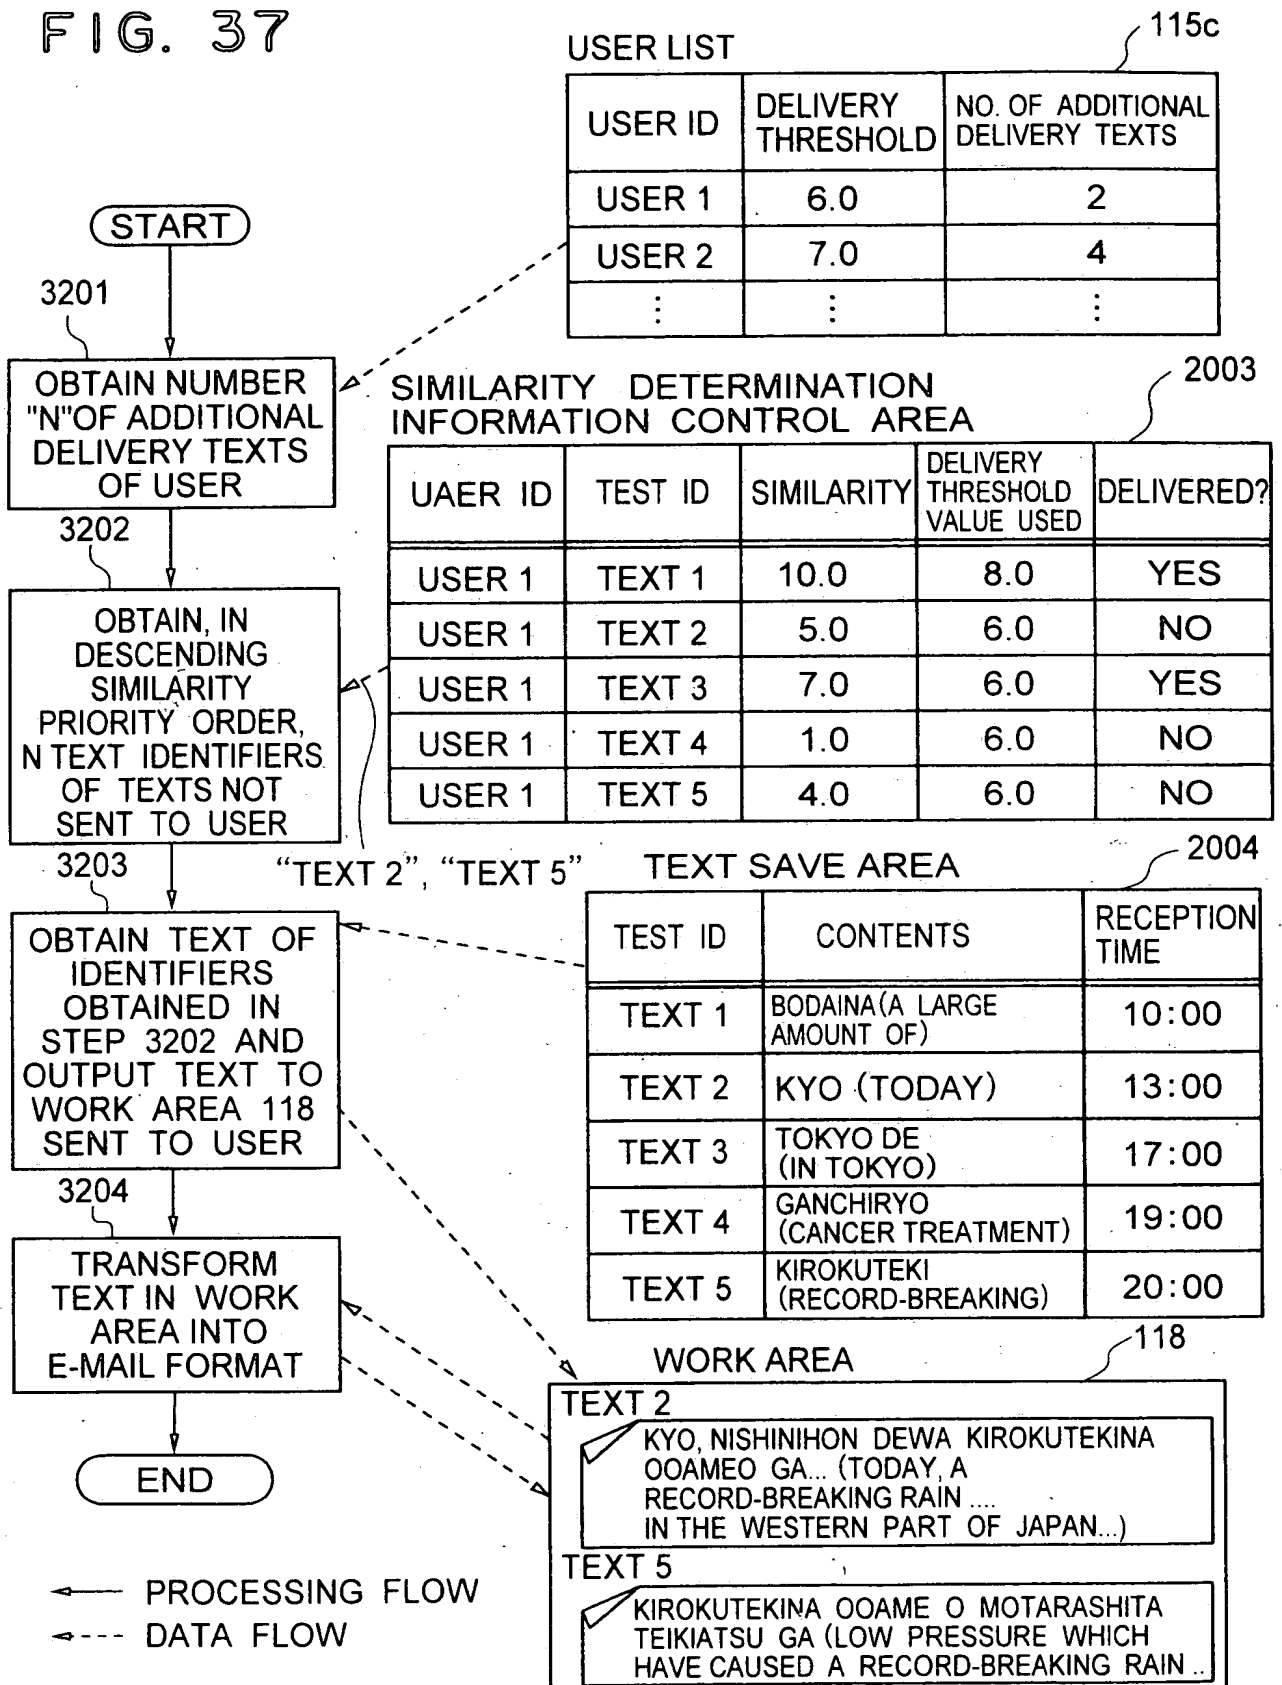 FIG. 37
115c
USER LIST
USER ID
DELIVERY
THRESHOLD
NO. OF ADDITIONAL
DELIVERY TEXTS
USER 1
6.0
2
USER 2
7.0
4
START
3201
OBTAIN NUMBER
"N"OF ADDITIONAL
DELIVERY TEXTS
OF USER
2003
SIMILARITY DETERMINATION
INFORMATION CONTROL AREA
UAER ID
TEST ID
SIMILARITY
DELIVERY
THRESHOLD
VALUE USED
DELIVERED?
USER 1
TEXT 1
10.0
8.0
YES
USER 1
TEXT 2
5.0
6.0
NO
USER 1
TEXT 3
7.0
6.0
YES
USER 1
TEXT 4
1.0
6.0
NO
USER 1
TEXT 5
4.0
6.0
NO
3202
OBTAIN, IN
DESCENDING
SIMILARITY
PRIORITY ORDER,
N TEXT IDENTIFIERS
OF TEXTS NOT
SENT TO USER
“TEXT 2”, “TEXT 5”
3203
OBTAIN TEXT OF
IDENTIFIERS
OBTAINED IN
STEP 3202 AND
OUTPUT TEXT TO
WORK AREA 118
SENT TO USER
TEXT SAVE AREA
2004
TEST ID
CONTENTS
RECEPTION
TIME
TEXT 1
BODAINA(A LARGE
AMOUNT OF)
10:00
TEXT 2
KYO (TODAY)
13:00
TEXT 3
TOKYO DE
(IN TOKYO)
17:00
TEXT 4
GANCHIRYO
(CANCER TREATMENT)
19:00
TEXT 5
KIROKUTEKI
(RECORD-BREAKING)
20:00
3204
TRANSFORM
TEXT IN WORK
AREA INTO
E-MAIL FORMAT
END
WORK AREA
118
TEXT 2
KYO, NISHINIHON DEWA KIROKUTEKINA
OOAMEO GA... (TODAY, A
RECORD-BREAKING RAIN ....
IN THE WESTERN PART OF JAPAN...)
TEXT 5
KIROKUTEKINA OOAME O MOTARASHITA
TEIKIATSU GA (LOW PRESSURE WHICH
HAVE CAUSED A RECORD-BREAKING RAIN ..
PROCESSING FLOW
DATA FLOW